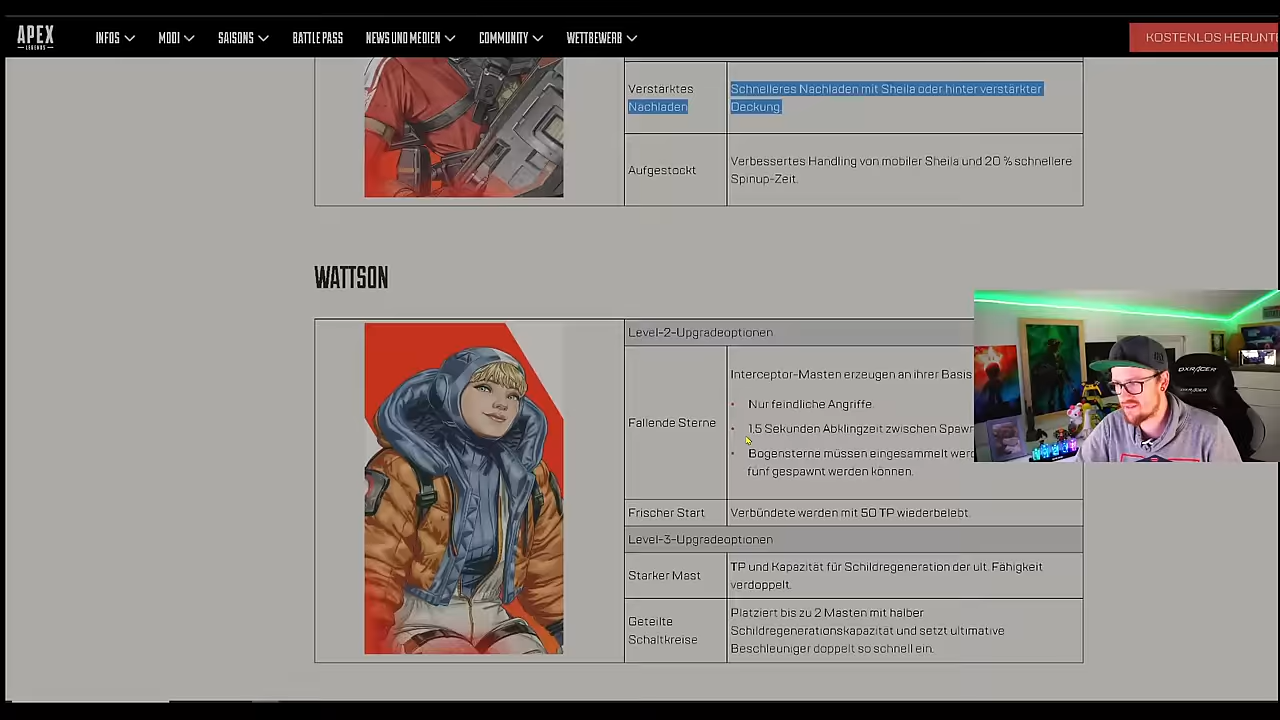 APEX
LEGENDS
INFOS
MODI
SAISONS
BATTLE PASS
NEWS UND MEDIEN
COMMUNITY
WETTBEWERB
KOSTENLOS HERUNT
Verstärktes
Nachladen
Schnelleres Nachladen mit Sheila oder hinter verstärkter
Deckung.
Aufgestockt
Verbessertes Handling von mobiler Sheila und 20 % schnellere
Spinup-Zeit.
WATTSON
Level-2-Upgradeoptionen
Fallende Sterne
Interceptor-Masten erzeugen an ihrer Basis
Nur feindliche Angriffe.
1.5 Sekunden Abklingzeit zwischen Spawn
Bogensterne müssen eingesammelt werd
fünf gespawnt werden können.
Frischer Start
Verbündete werden mit 50 TP wiederbelebt.
Level-3-Upgradeoptionen
Starker Mast
TP und Kapazität für Schildregeneration der ult. Fähigkeit
verdoppelt.
Geteilte
Schaltkreise
Platziert bis zu 2 Masten mit halber
Schildregenerationskapazität und setzt ultimative
Beschleuniger doppelt so schnell ein.
DXRACER
DXRACER